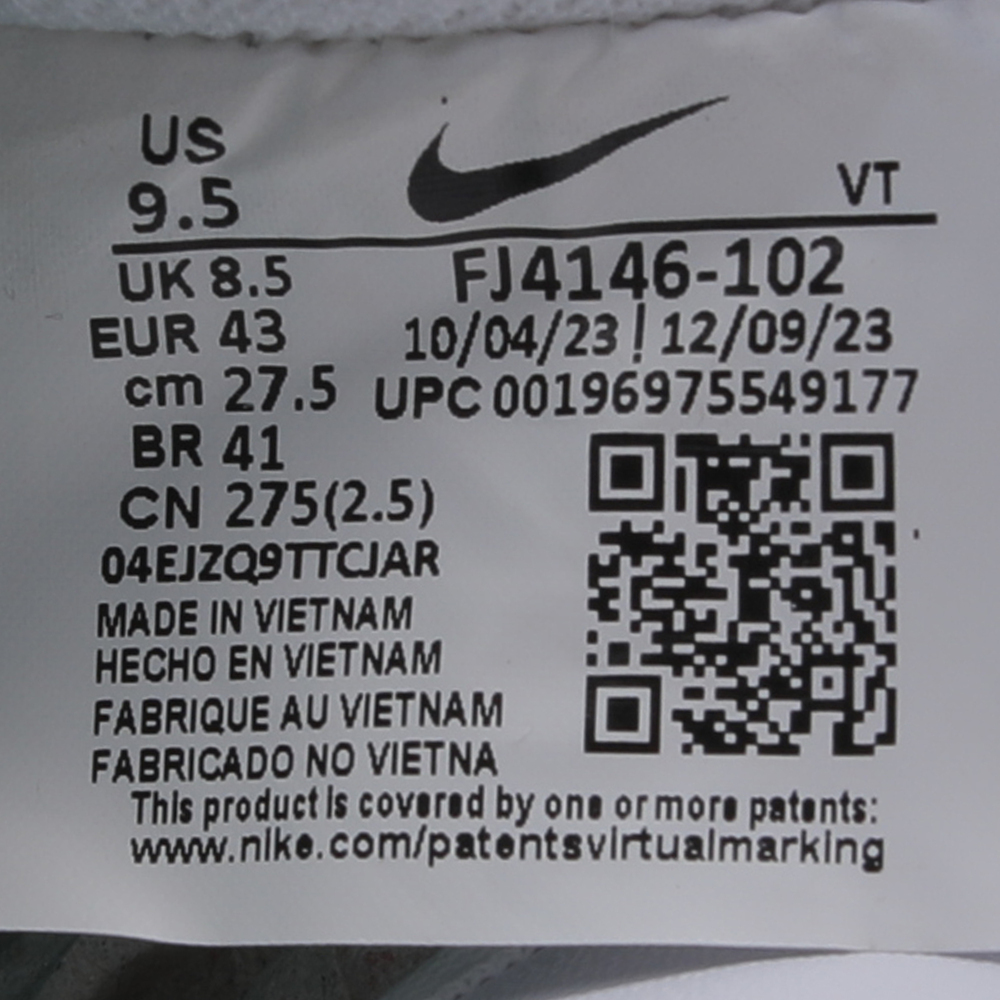 US
9.5
VT
UK 8.5
FJ4146-102
EUR 43
10/04/23 | 12/09/23
cm 27.5
UPC 00196975549177
BR 41
CN 275(2.5)
04EJZQ9TTCJAR
MADE IN VIETNAM
HECHO EN VIETNAM
FABRIQUE AU VIETNAM
FABRICADO NO VIETNA
This product is covered by one or more patents:
www.nike.com/patentsvirtualmarking